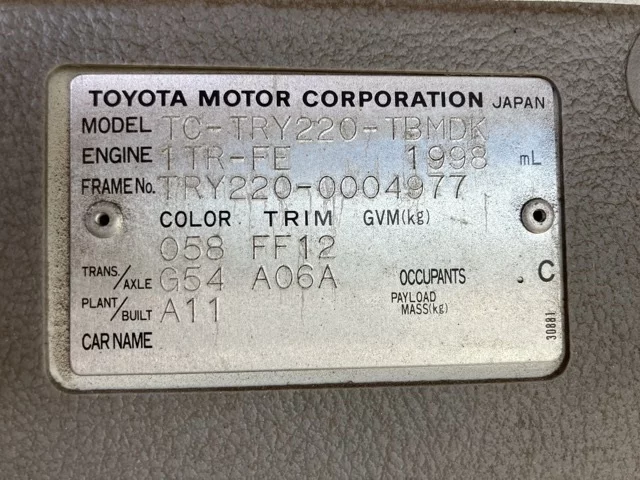 TOYOTA MOTOR CORPORATION JAPAN
MODEL TC-TRY220-TBMDK
ENGINE 1TR-FE 1998 mL
FRAME No. TRY220-0004977
COLOR TRIM GVM(kg)
058 FF12
TRANS./AXLE G54 A06A OCCUPANTS . C
PLANT/BUILT A11 PAYLOAD MASS(kg)
CAR NAME
30881